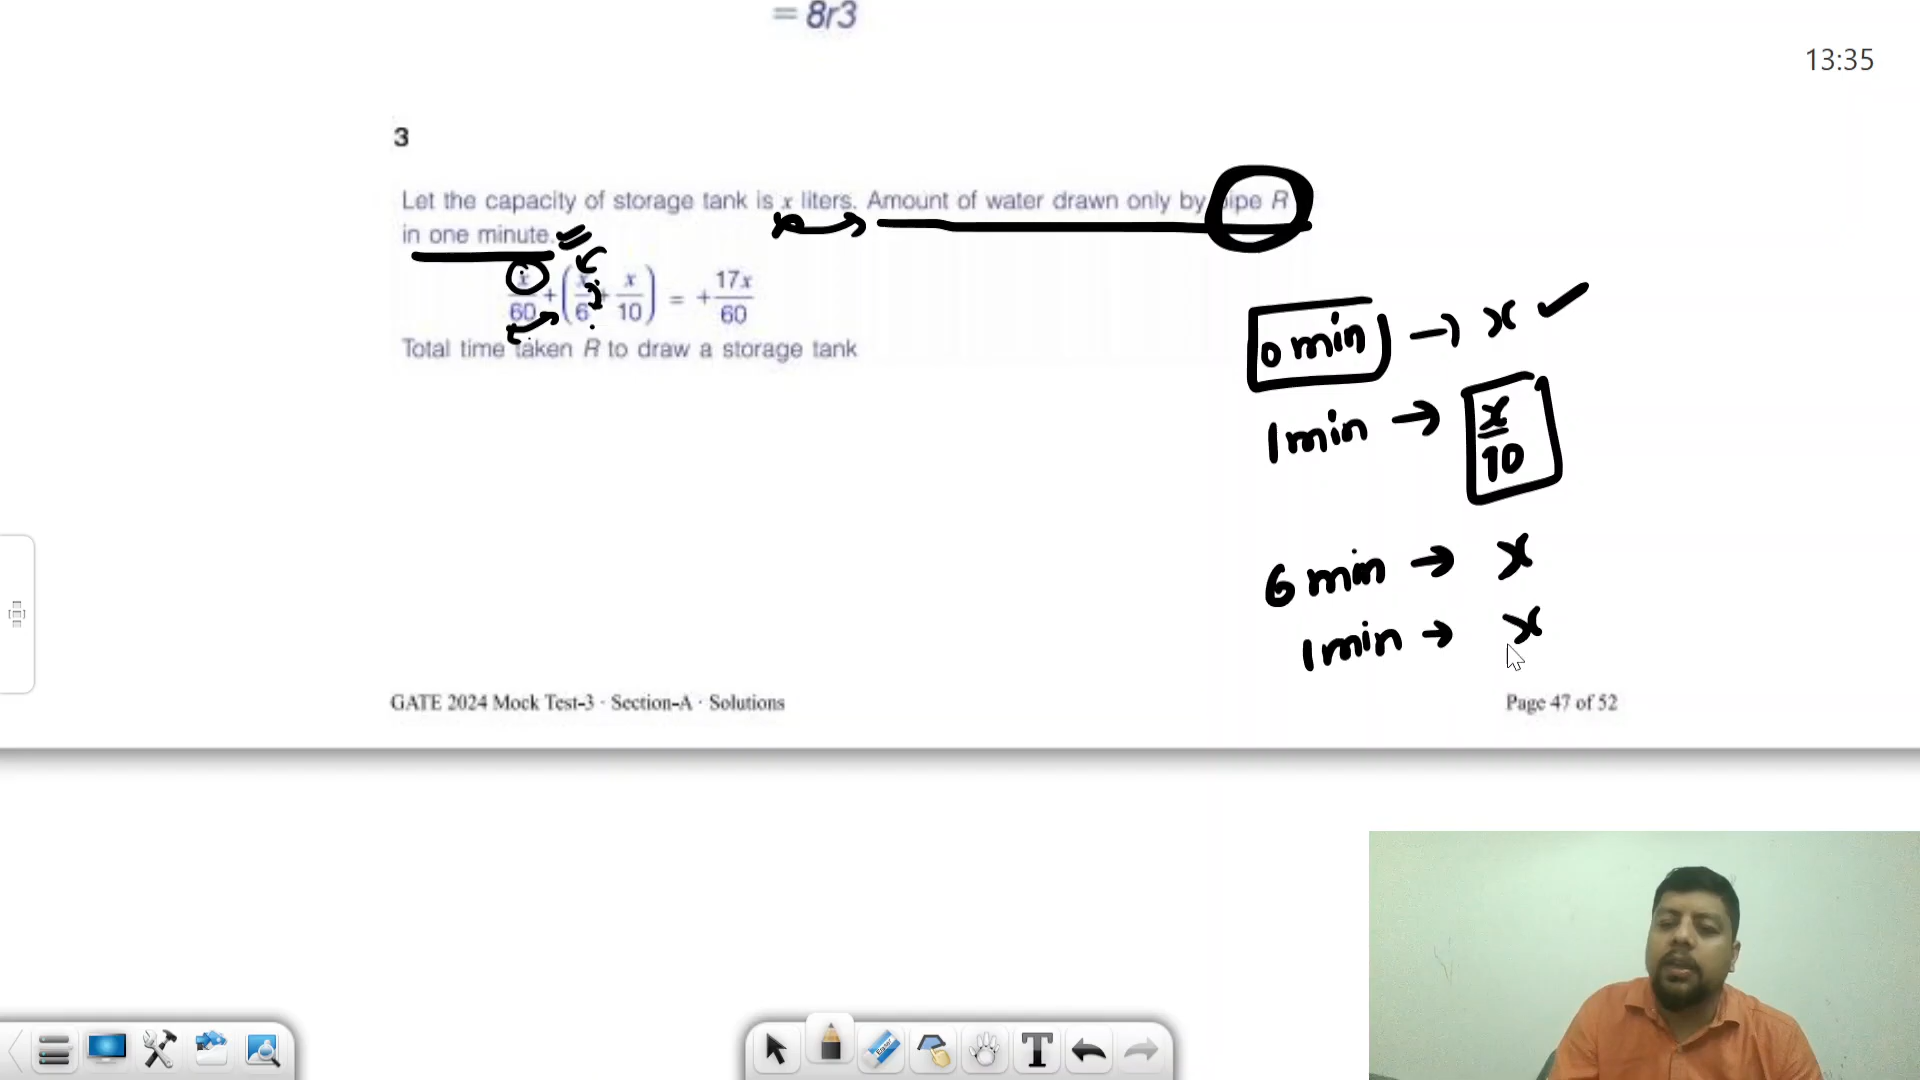 = 8r3
13:35
3
Let the capacity of storage tank is x liters. Amount of water drawn only by pipe R
in one minute.
x/60 + (x/6 + x/10) = +17x/60
Total time taken R to draw a storage tank
0 min → x ✓
1 min → x/10
6 min → x
1 min → x
GATE 2024 Mock Test-3 · Section-A · Solutions
Page 47 of 52
Eraser
T